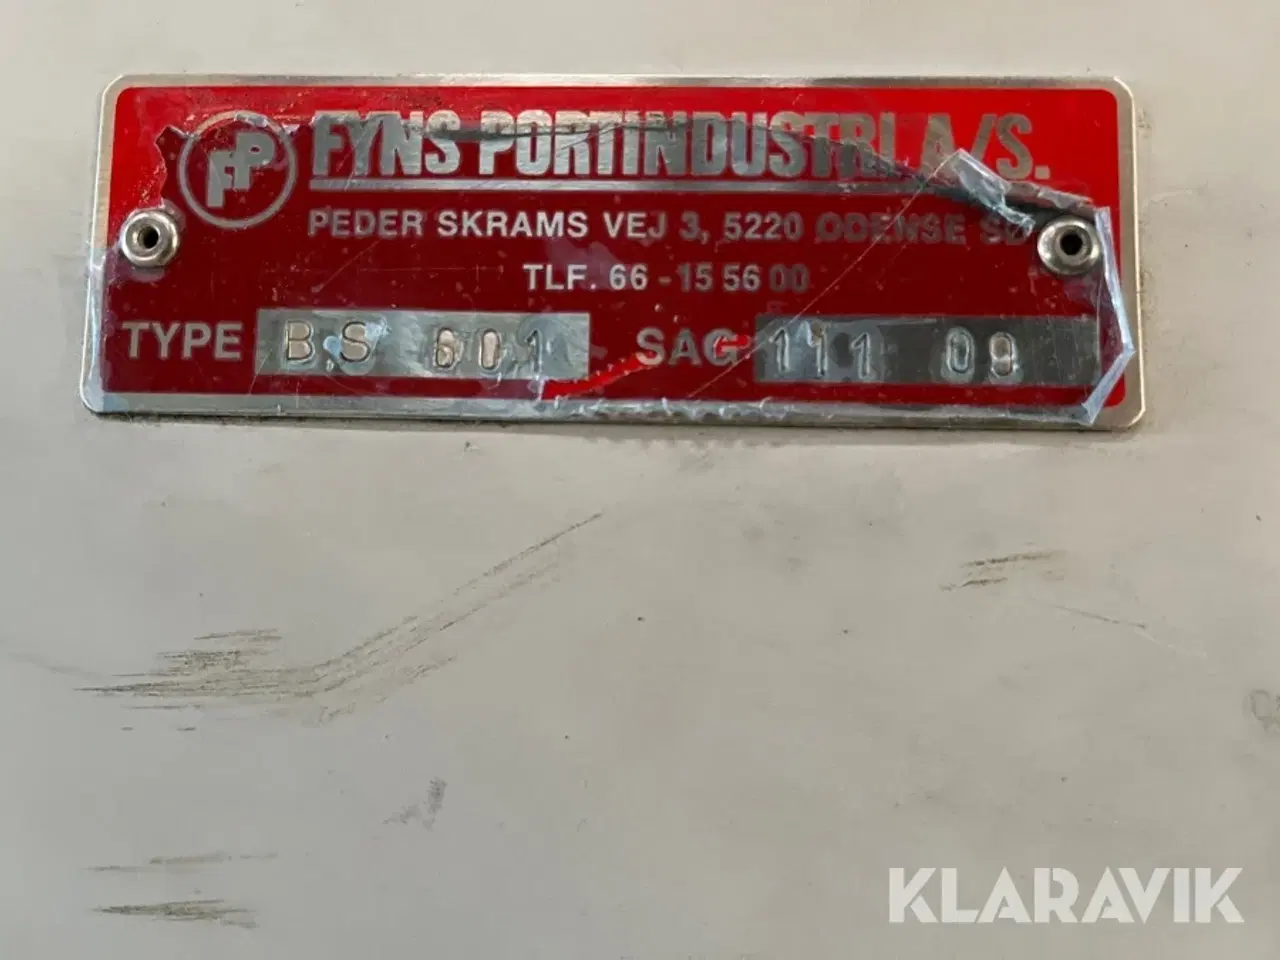 FP FYNS PORTINDUSTRI A/S.
PEDER SKRAMS VEJ 3, 5220 ODENSE SØ
TLF. 66-15 56 00
TYPE BS 601 SAG 111 09
KLARAVIK